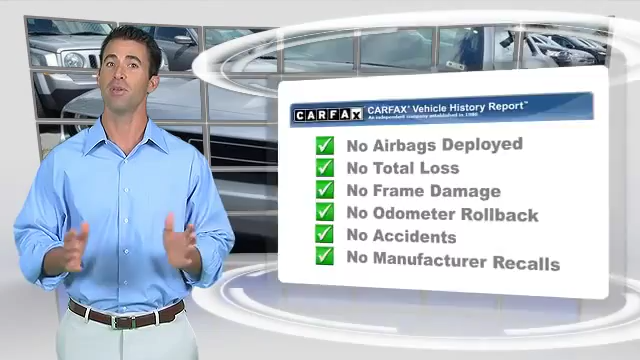 CARFAX CARFAX® Vehicle History Report™
An independent company established in 1986
No Airbags Deployed
No Total Loss
No Frame Damage
No Odometer Rollback
No Accidents
No Manufacturer Recalls